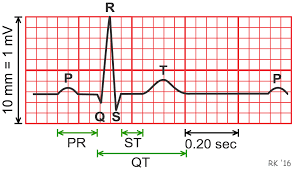 R
P
T
P
Q
S
10 mm = 1 mV
PR
ST
0.20 sec
QT
RK '16